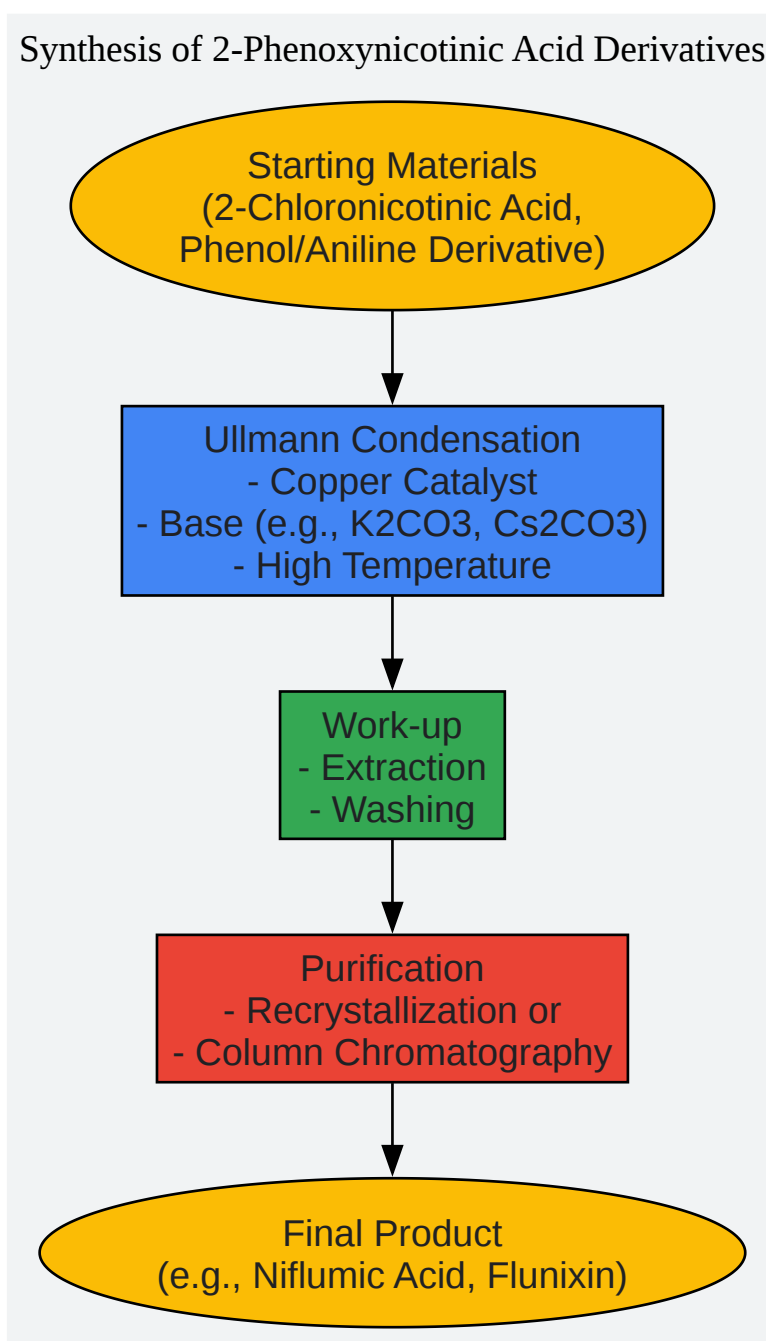 Synthesis of 2-Phenoxynicotinic Acid Derivatives
Starting Materials
(2-Chloronicotinic Acid,
Phenol/Aniline Derivative)
Ullmann Condensation
- Copper Catalyst
- Base (e.g., K2CO3, Cs2CO3)
- High Temperature
Work-up
- Extraction
- Washing
Purification
- Recrystallization or
- Column Chromatography
Final Product
(e.g., Niflumic Acid, Flunixin)